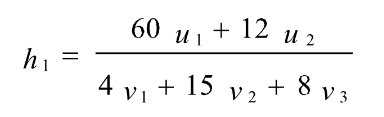 h₁ = (60 u₁ + 12 u₂) / (4 v₁ + 15 v₂ + 8 v₃)